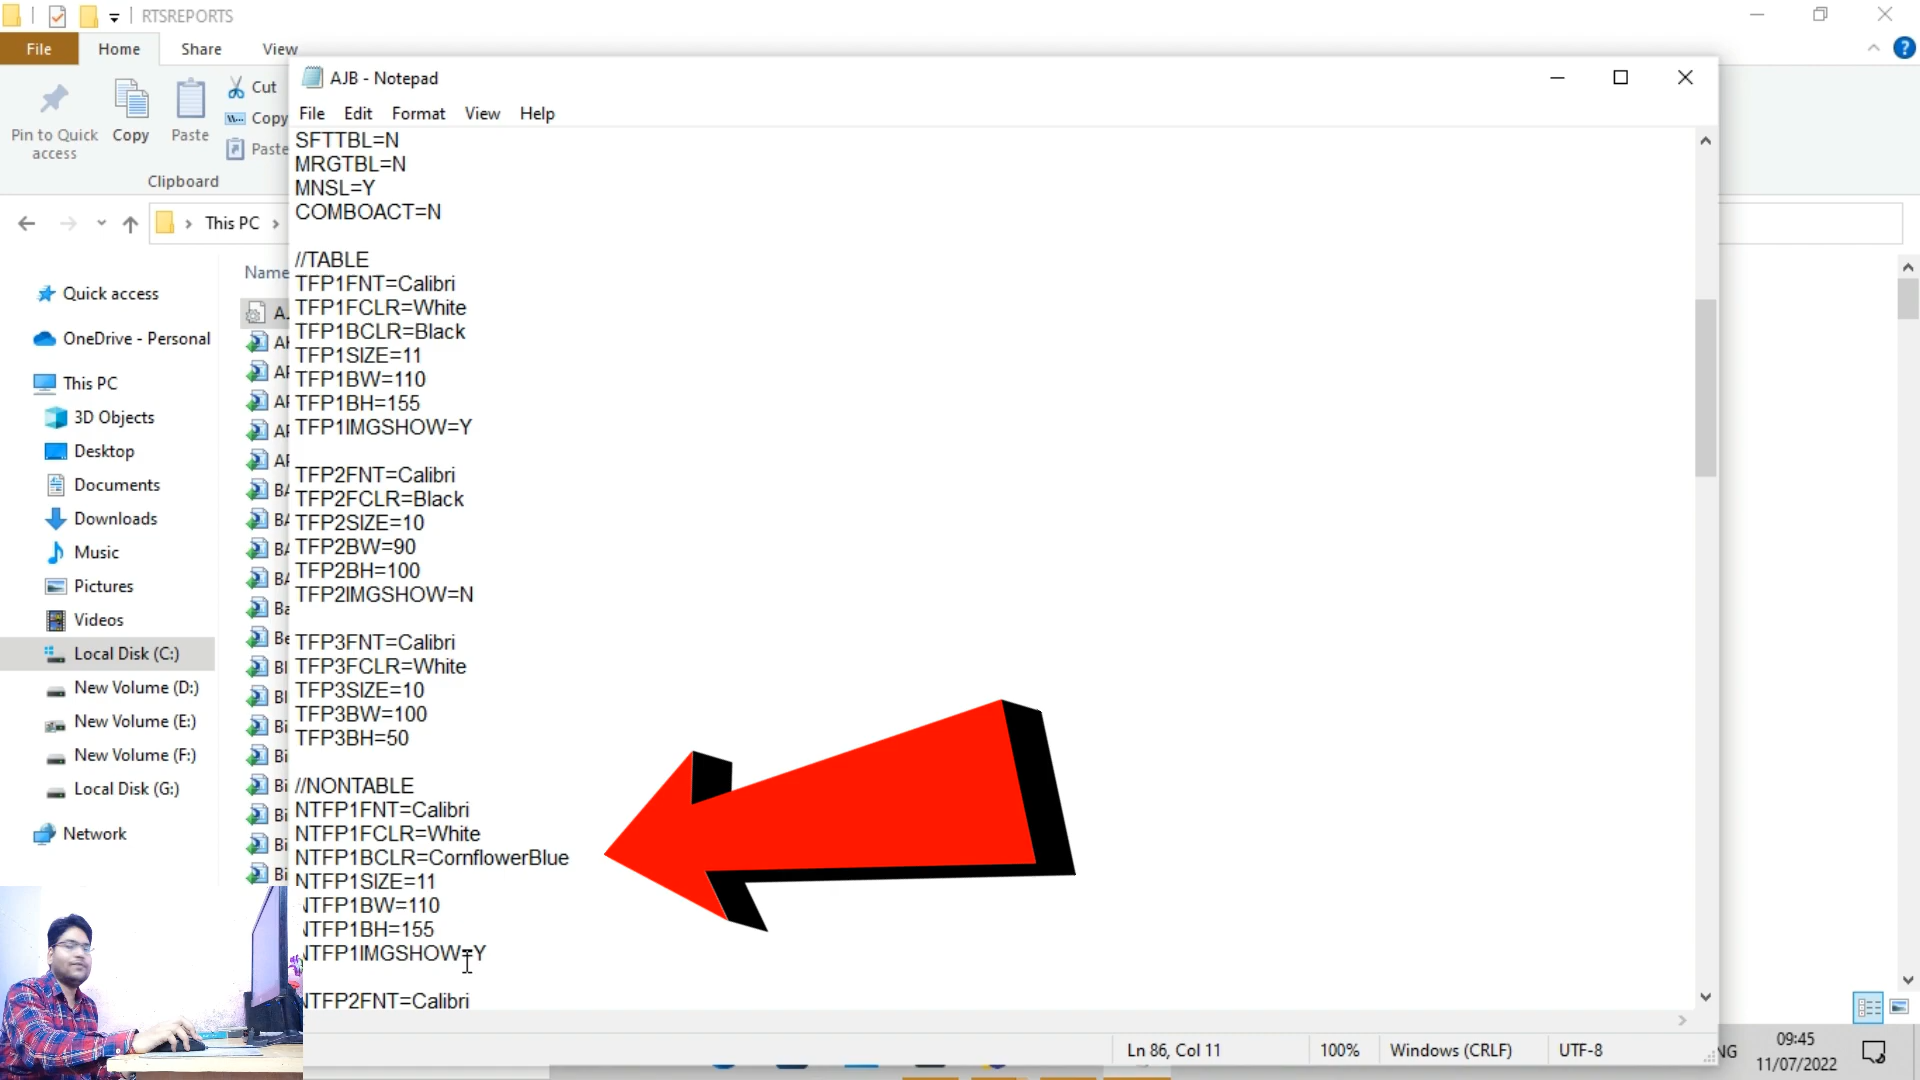 RTSREPORTS
File Home Share View
Pin to Quick access
Copy
Paste
Cut
Copy
Paste
Clipboard
This PC
Name
Quick access
OneDrive - Personal
This PC
3D Objects
Desktop
Documents
Downloads
Music
Pictures
Videos
Local Disk (C:)
New Volume (D:)
New Volume (E:)
New Volume (F:)
Local Disk (G:)
Network
AJB - Notepad
File Edit Format View Help
SFTTBL=N
MRGTBL=N
MNSL=Y
COMBOACT=N
//TABLE
TFP1FNT=Calibri
TFP1FCLR=White
TFP1BCLR=Black
TFP1SIZE=11
TFP1BW=110
TFP1BH=155
TFP1IMGSHOW=Y
TFP2FNT=Calibri
TFP2FCLR=Black
TFP2SIZE=10
TFP2BW=90
TFP2BH=100
TFP2IMGSHOW=N
TFP3FNT=Calibri
TFP3FCLR=White
TFP3SIZE=10
TFP3BW=100
TFP3BH=50
//NONTABLE
NTFP1FNT=Calibri
NTFP1FCLR=White
NTFP1BCLR=CornflowerBlue
NTFP1SIZE=11
NTFP1BW=110
NTFP1BH=155
NTFP1IMGSHOW=Y
NTFP2FNT=Calibri
Ln 86, Col 11 100% Windows (CRLF) UTF-8
09:45
11/07/2022